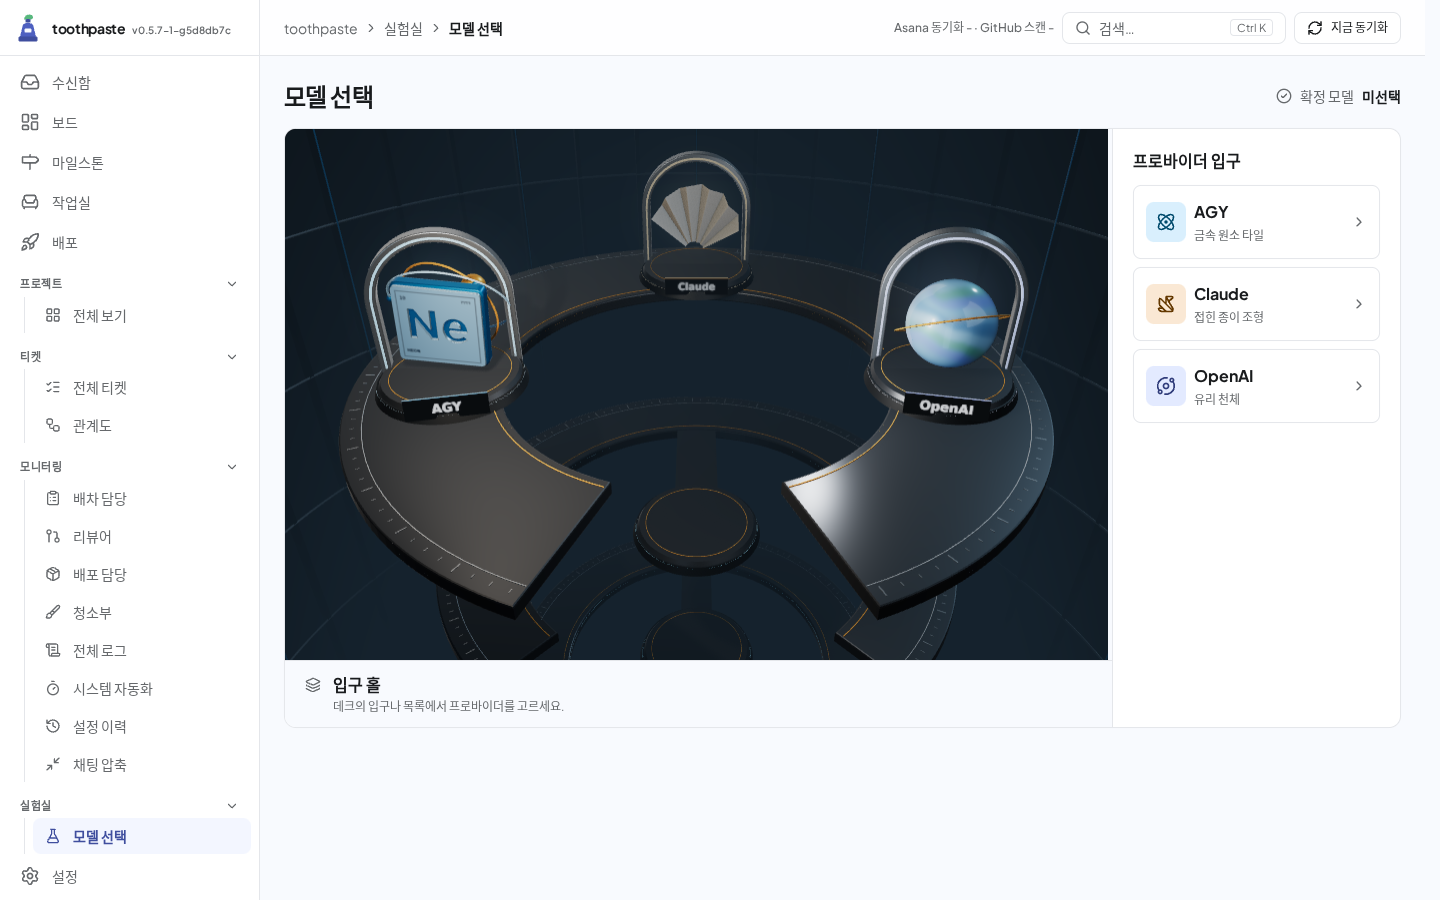 toothpaste v0.5.7-1-g5d8db7c
수신함
보드
마일스톤
작업실
배포
프로젝트
전체 보기
티켓
전체 티켓
관계도
모니터링
배차 담당
리뷰어
배포 담당
청소부
전체 로그
시스템 자동화
설정 이력
채팅 압축
실험실
모델 선택
설정
toothpaste > 실험실 > 모델 선택
Asana 동기화 - · GitHub 스캔 -
검색... Ctrl K
지금 동기화
모델 선택
확정 모델 미선택
Claude
Ne
AGY
OpenAI
입구 홀
데크의 입구나 목록에서 프로바이더를 고르세요.
프로바이더 입구
AGY
금속 원소 타일
Claude
접힌 종이 조형
OpenAI
유리 천체